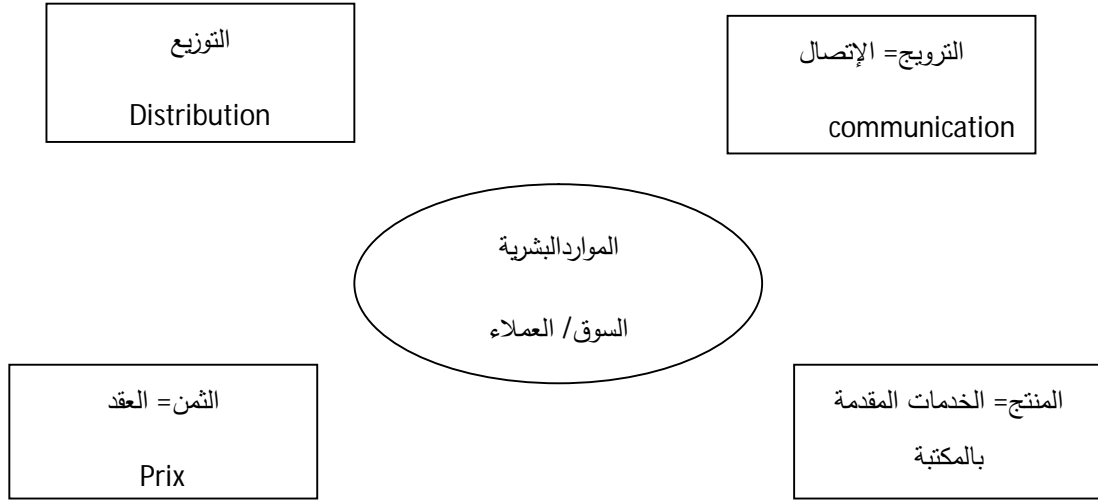 الترويج= الإتصال
communication
التوزيع
Distribution
المواردالبشرية
السوق/ العملاء
المنتج= الخدمات المقدمة
بالمكتبة
الثمن= العقد
Prix